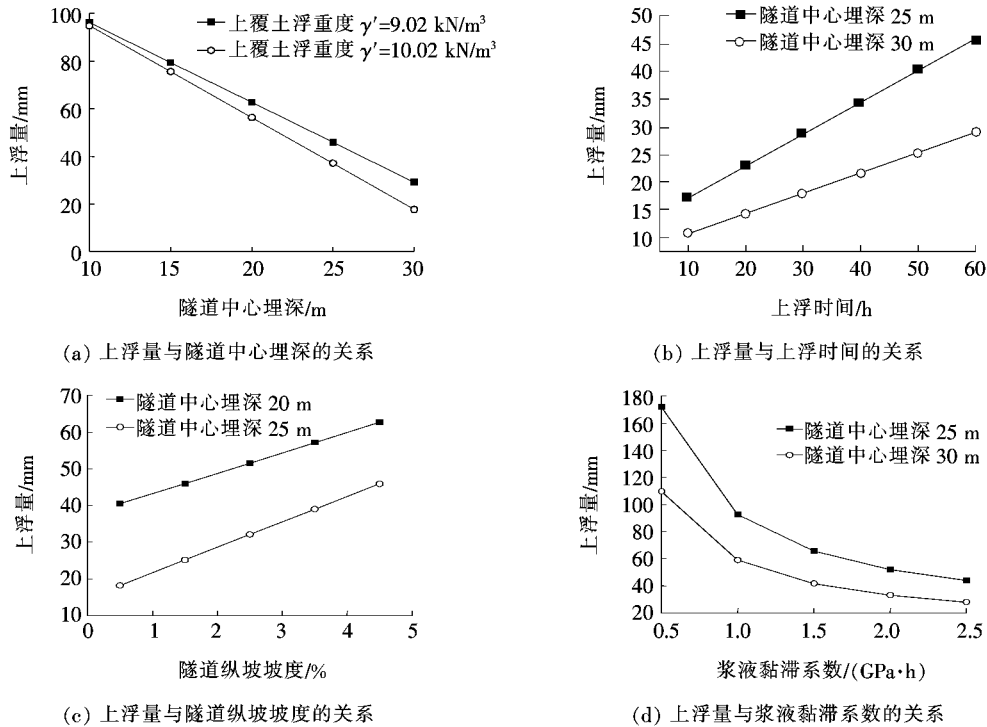 上覆土浮重度 γ′=9.02 kN/m³
上覆土浮重度 γ′=10.02 kN/m³
100
80
60
40
20
0
上浮量/mm
10 15 20 25 30
隧道中心埋深/m
(a) 上浮量与隧道中心埋深的关系
隧道中心埋深 25 m
隧道中心埋深 30 m
50
45
40
35
30
25
20
15
10
上浮量/mm
10 20 30 40 50 60
上浮时间/h
(b) 上浮量与上浮时间的关系
隧道中心埋深 20 m
隧道中心埋深 25 m
70
60
50
40
30
20
10
上浮量/mm
0 1 2 3 4 5
隧道纵坡坡度/%
(c) 上浮量与隧道纵坡坡度的关系
隧道中心埋深 25 m
隧道中心埋深 30 m
180
160
140
120
100
80
60
40
20
上浮量/mm
0.5 1.0 1.5 2.0 2.5
浆液黏滞系数/(GPa·h)
(d) 上浮量与浆液黏滞系数的关系